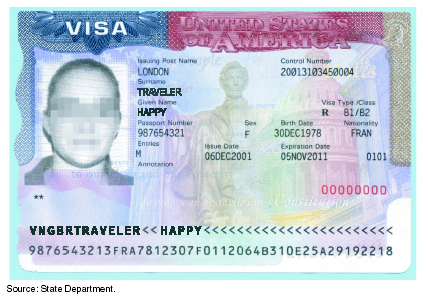 VISA UNITED STATES OF AMERICA
Issuing Post Name Control Number
LONDON 20013103450004
Surname
TRAVELER
Given Name Visa Type /Class
HAPPY R B1/B2
Passport Number Sex Birth Date Nationality
987654321 F 30DEC1978 FRAN
Entries Issue Date Expiration Date
M 06DEC2001 05NOV2011 0101
Annotation
00000000
**
VNGBRTRAVELER<<HAPPY<<<<<<<<<<<<<<<<<<<<<<<<
9876543213FRA7812307F0112064B310E25A29192218
Source: State Department.